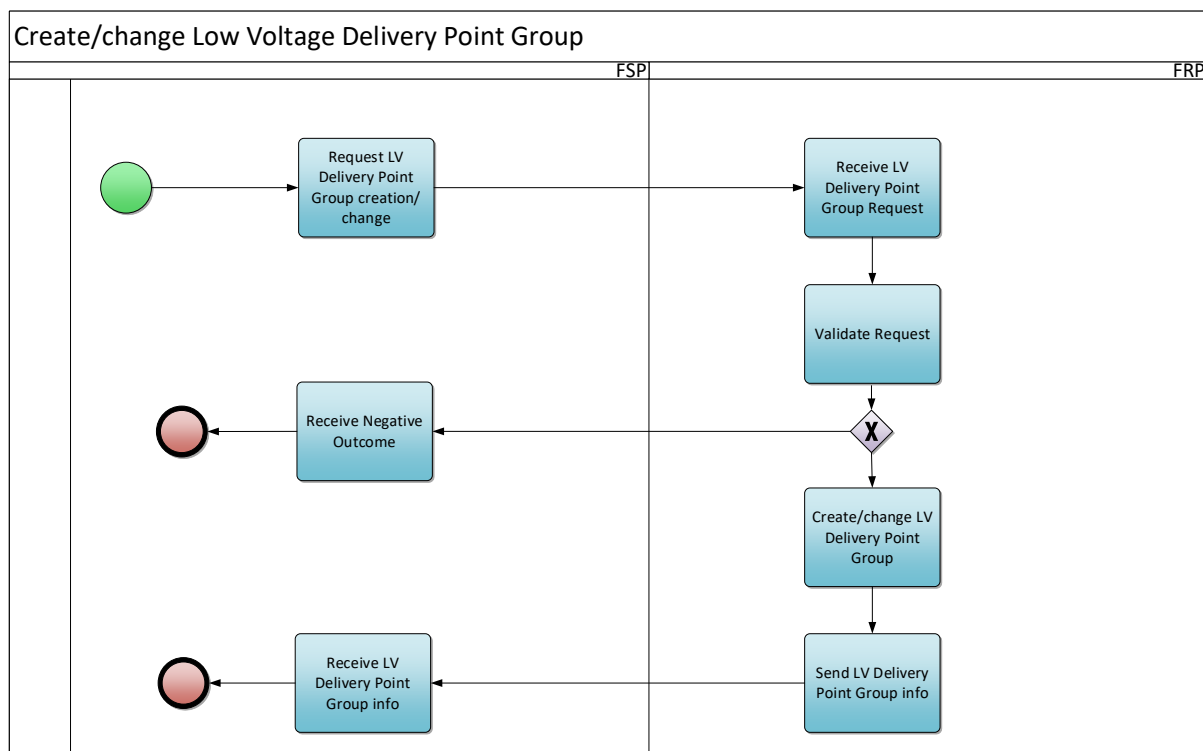 Create/change Low Voltage Delivery Point Group
FSP
FRP
Request LV
Delivery Point
Group creation/
change
Receive LV
Delivery Point
Group Request
Validate Request
Receive Negative
Outcome
X
Create/change LV
Delivery Point
Group
Receive LV
Delivery Point
Group info
Send LV Delivery
Point Group info